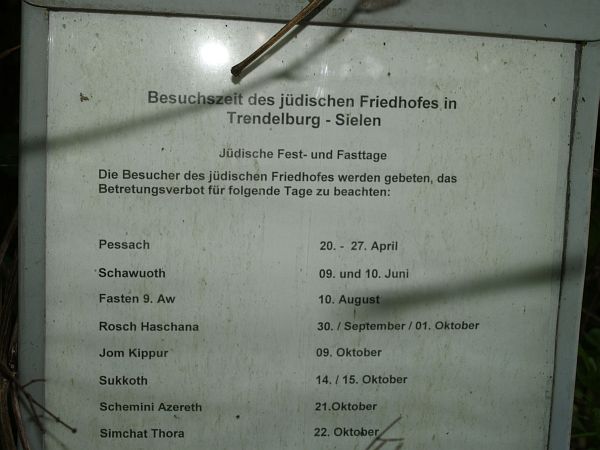 Besuchszeit des jüdischen Friedhofes in
Trendelburg - Sielen
Jüdische Fest- und Fasttage
Die Besucher des jüdischen Friedhofes werden gebeten, das
Betretungsverbot für folgende Tage zu beachten:
Pessach 20. - 27. April
Schawuoth 09. und 10. Juni
Fasten 9. Aw 10. August
Rosch Haschana 30. / September / 01. Oktober
Jom Kippur 09. Oktober
Sukkoth 14. / 15. Oktober
Schemini Azereth 21.Oktober
Simchat Thora 22. Oktober